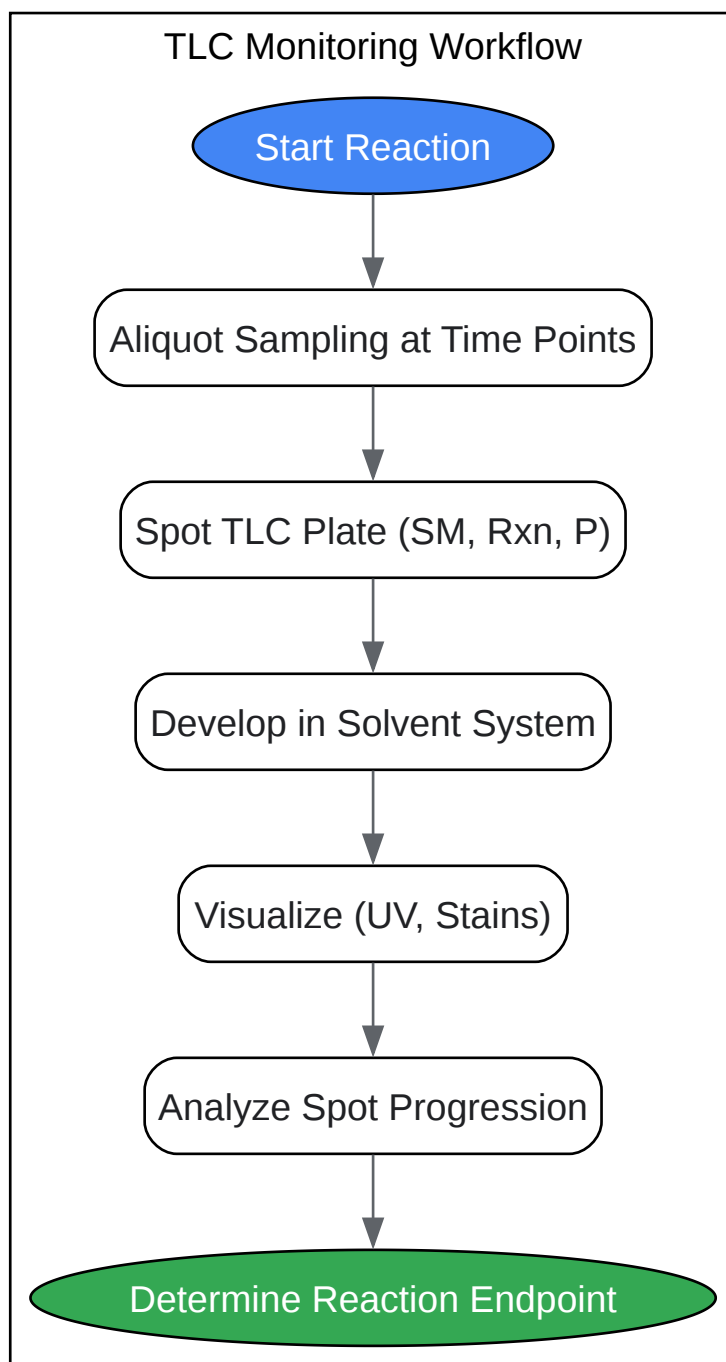 TLC Monitoring Workflow
Start Reaction
Aliquot Sampling at Time Points
Spot TLC Plate (SM, Rxn, P)
Develop in Solvent System
Visualize (UV, Stains)
Analyze Spot Progression
Determine Reaction Endpoint